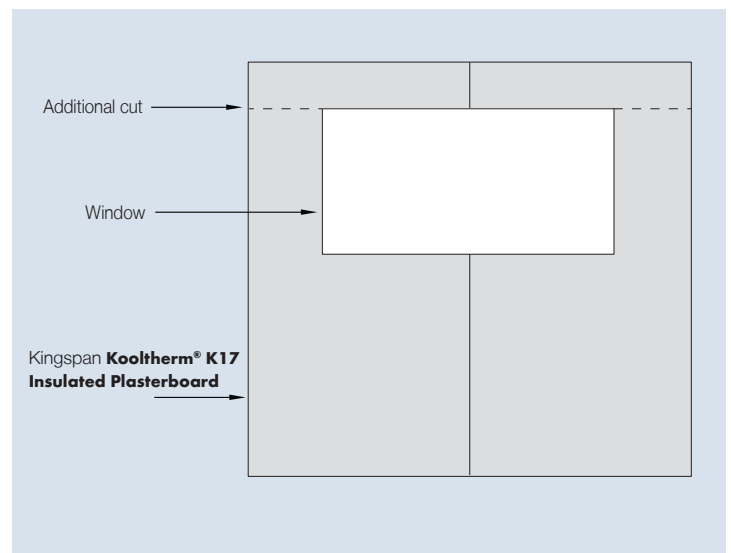 Additional cut
Window
Kingspan Kooltherm® K17
Insulated Plasterboard